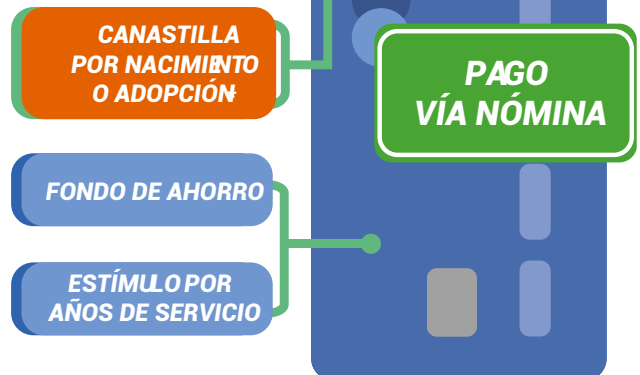 CANASTILLA
POR NACIMIENTO
O ADOPCIÓN
PAGO
VÍA NÓMINA
FONDO DE AHORRO
ESTÍMULO POR
AÑOS DE SERVICIO